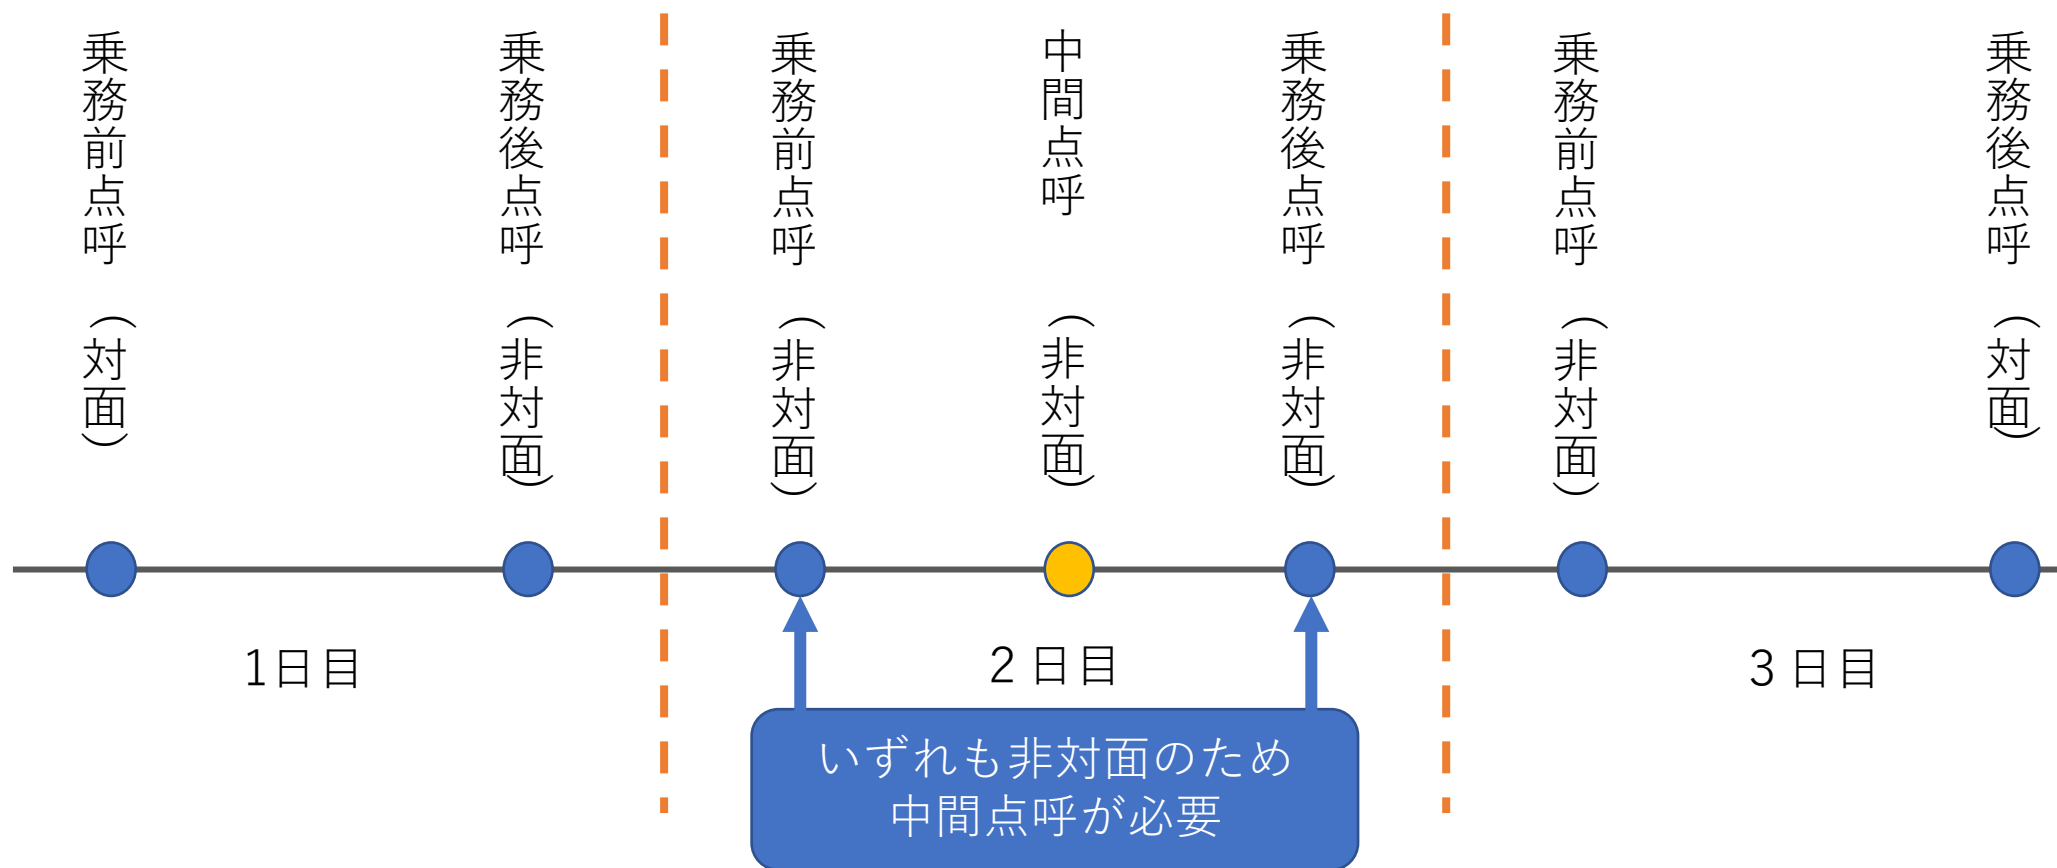 乗務前点呼（対面）
乗務後点呼（非対面）
乗務前点呼（非対面）
中間点呼（非対面）
乗務後点呼（非対面）
乗務前点呼（非対面）
乗務後点呼（対面）
1日目
2日目
3日目
いずれも非対面のため
中間点呼が必要